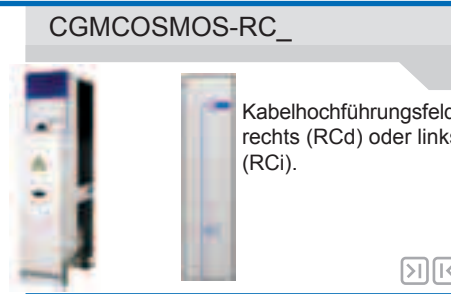 CGMCOSMOS-RC_
Kabelhochführungsfeld
rechts (RCd) oder links
(RCi).